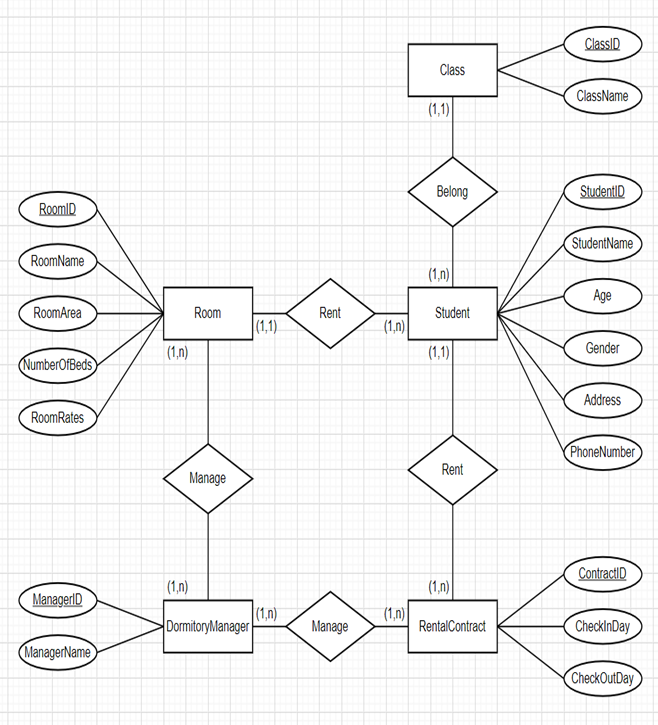 ClassID
Class
ClassName
(1,1)
Belong
StudentID
RoomID
StudentName
RoomName
(1,n)
Age
RoomArea
Room
Rent
Student
(1,1)
(1,n)
Gender
(1,n)
(1,1)
NumberOfBeds
Address
RoomRates
PhoneNumber
Manage
Rent
ContractID
(1,n)
(1,n)
ManagerID
(1,n)
(1,n)
DormitoryManager
Manage
RentalContract
CheckInDay
ManagerName
CheckOutDay